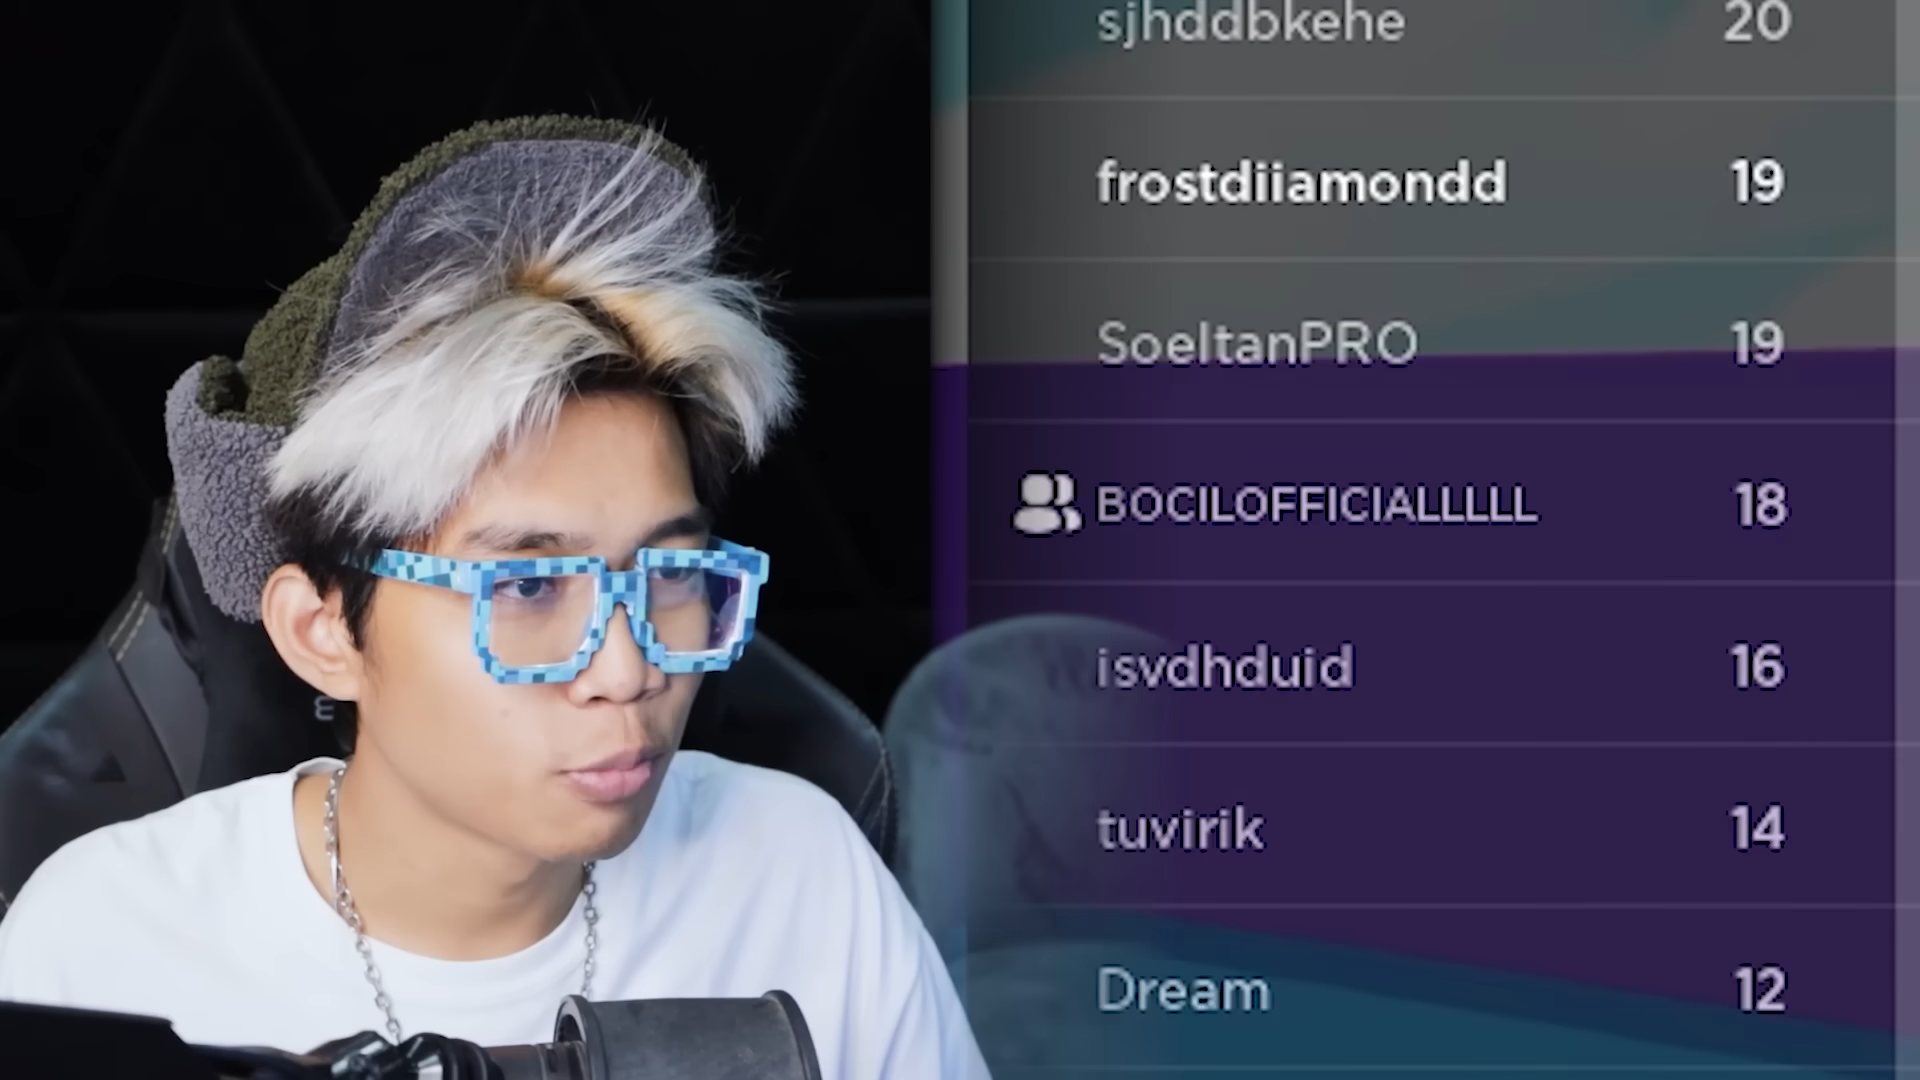 sjhddbkehe 20
frostdiiamondd 19
SoeltanPRO 19
BOCILOFFICIALLLLL 18
isvdhduid 16
tuvirik 14
Dream 12